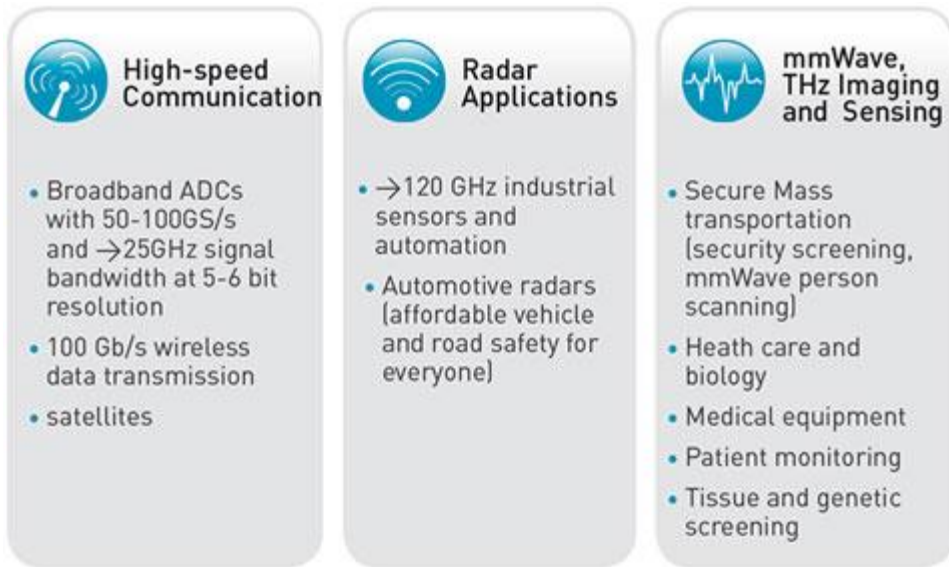 High-speed
Communication
• Broadband ADCs
with 50-100GS/s
and →25GHz signal
bandwidth at 5-6 bit
resolution
• 100 Gb/s wireless
data transmission
• satellites
Radar
Applications
• →120 GHz industrial
sensors and
automation
• Automotive radars
(affordable vehicle
and road safety for
everyone)
mmWave,
THz Imaging
and Sensing
• Secure Mass
transportation
(security screening,
mmWave person
scanning)
• Heath care and
biology
• Medical equipment
• Patient monitoring
• Tissue and genetic
screening